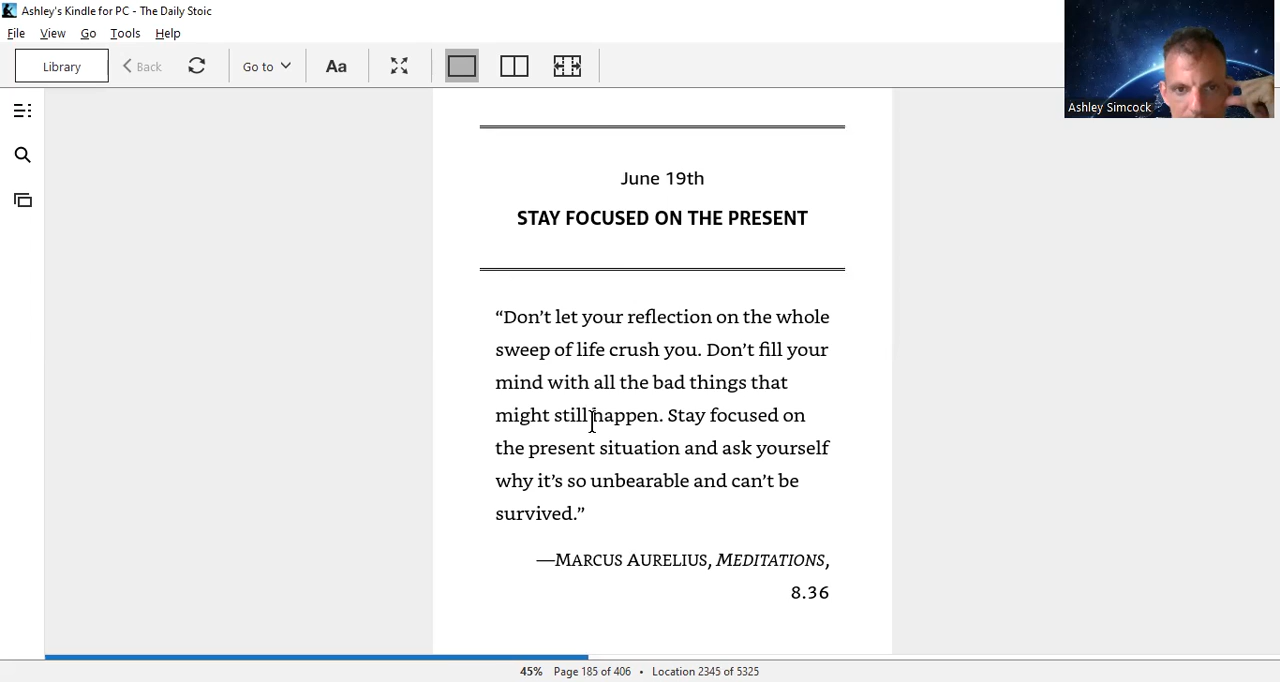 Ashley's Kindle for PC - The Daily Stoic
File View Go Tools Help
Library Back Go to Aa
Ashley Simcock
June 19th
STAY FOCUSED ON THE PRESENT
“Don’t let your reflection on the whole
sweep of life crush you. Don’t fill your
mind with all the bad things that
might still happen. Stay focused on
the present situation and ask yourself
why it’s so unbearable and can’t be
survived.”
—MARCUS AURELIUS, MEDITATIONS,
8.36
45% Page 185 of 406 • Location 2345 of 5325